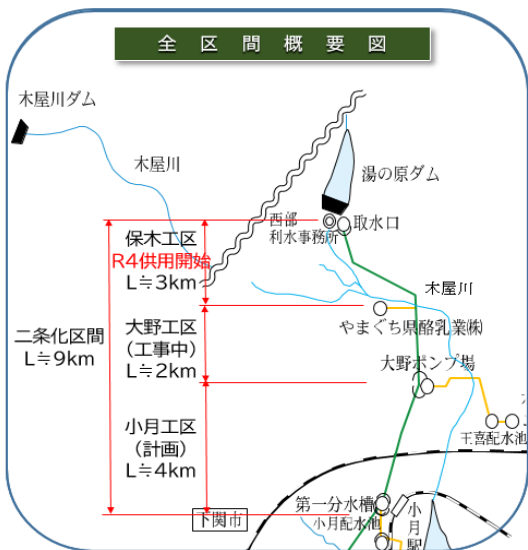 全区間概要図
木屋川ダム
木屋川
湯の原ダム
西部
利水事務所
取水口
保木工区
R4供用開始
L≒3km
木屋川
やまぐち県酪乳業㈱
二条化区間
L≒9km
大野工区
(工事中)
L≒2km
大野ポンプ場
小月工区
(計画)
L≒4km
王喜配水池
第一分水槽
小月配水池
小月駅
下関市